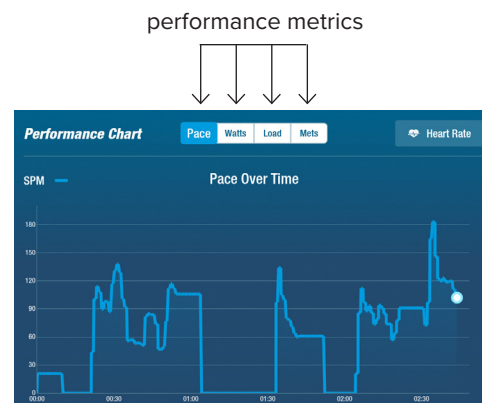 performance metrics
Performance Chart Pace Watts Load Mets Heart Rate
SPM Pace Over Time
180
150
120
90
60
30
0
00:00 00:30 01:00 01:30 02:00 02:30